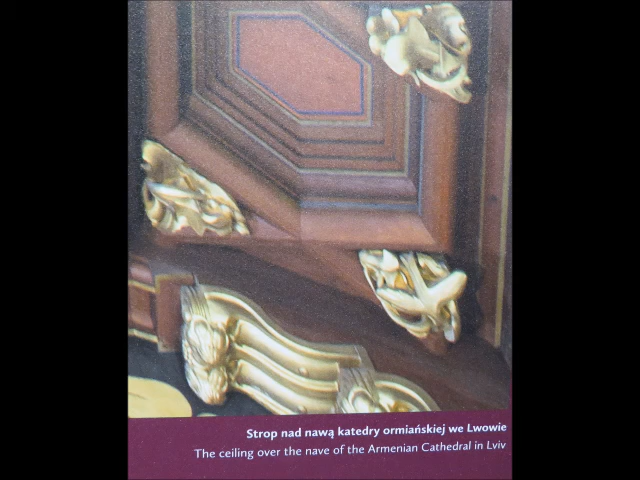 Strop nad nawą katedry ormiańskiej we Lwowie
The ceiling over the nave of the Armenian Cathedral in Lviv